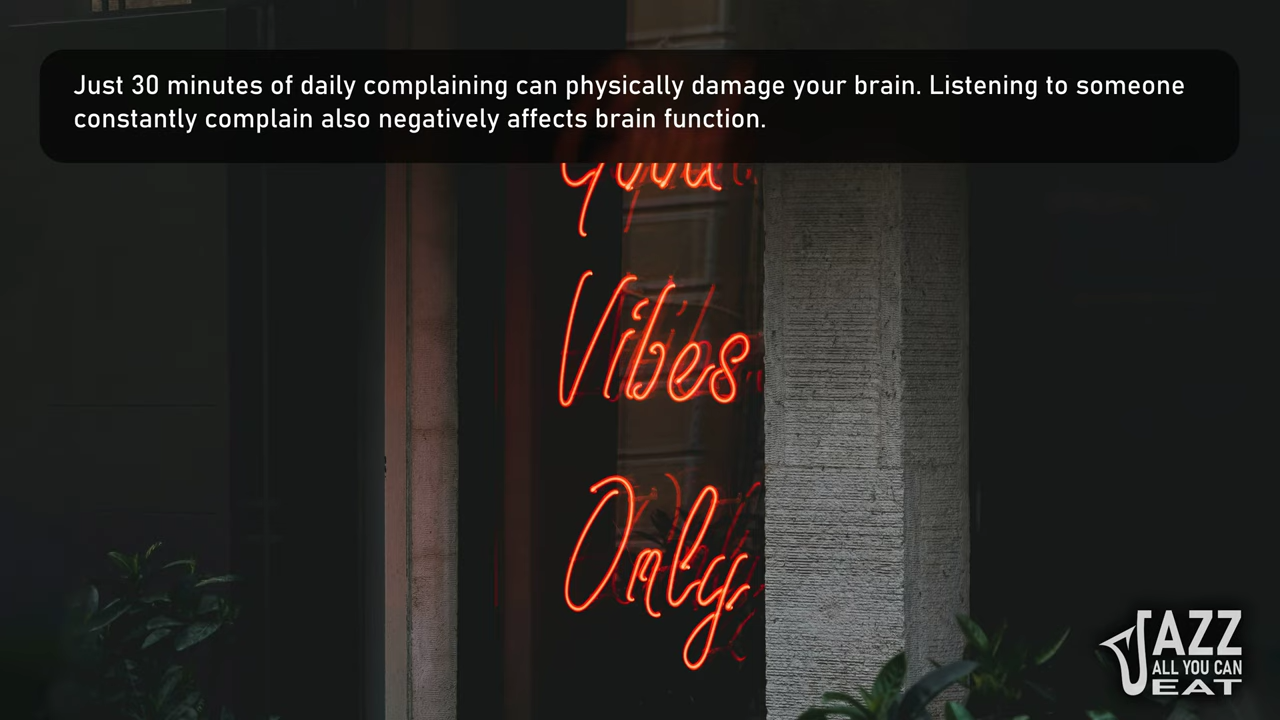 Just 30 minutes of daily complaining can physically damage your brain. Listening to someone
constantly complain also negatively affects brain function.
Good
Vibes
Only
JAZZ
ALL YOU CAN
EAT